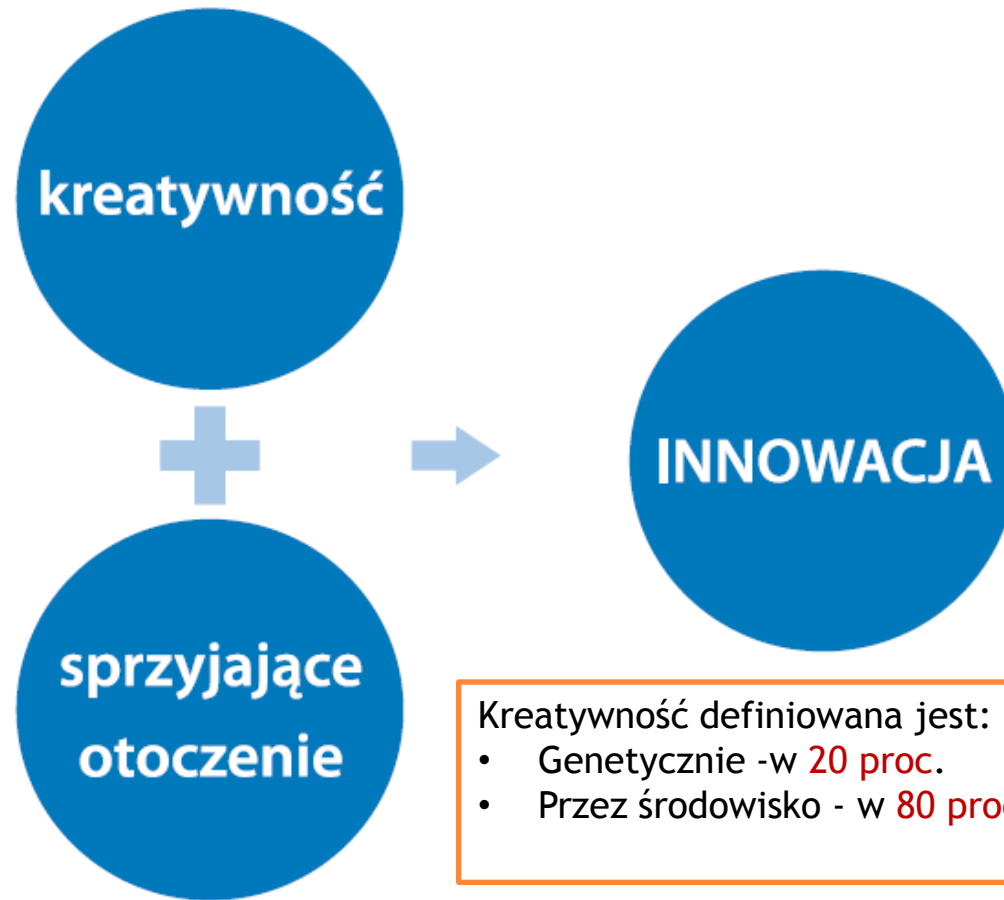 kreatywność
sprzyjające
otoczenie
INNOWACJA
Kreatywność definiowana jest:
• Genetycznie -w 20 proc.
• Przez środowisko - w 80 proc